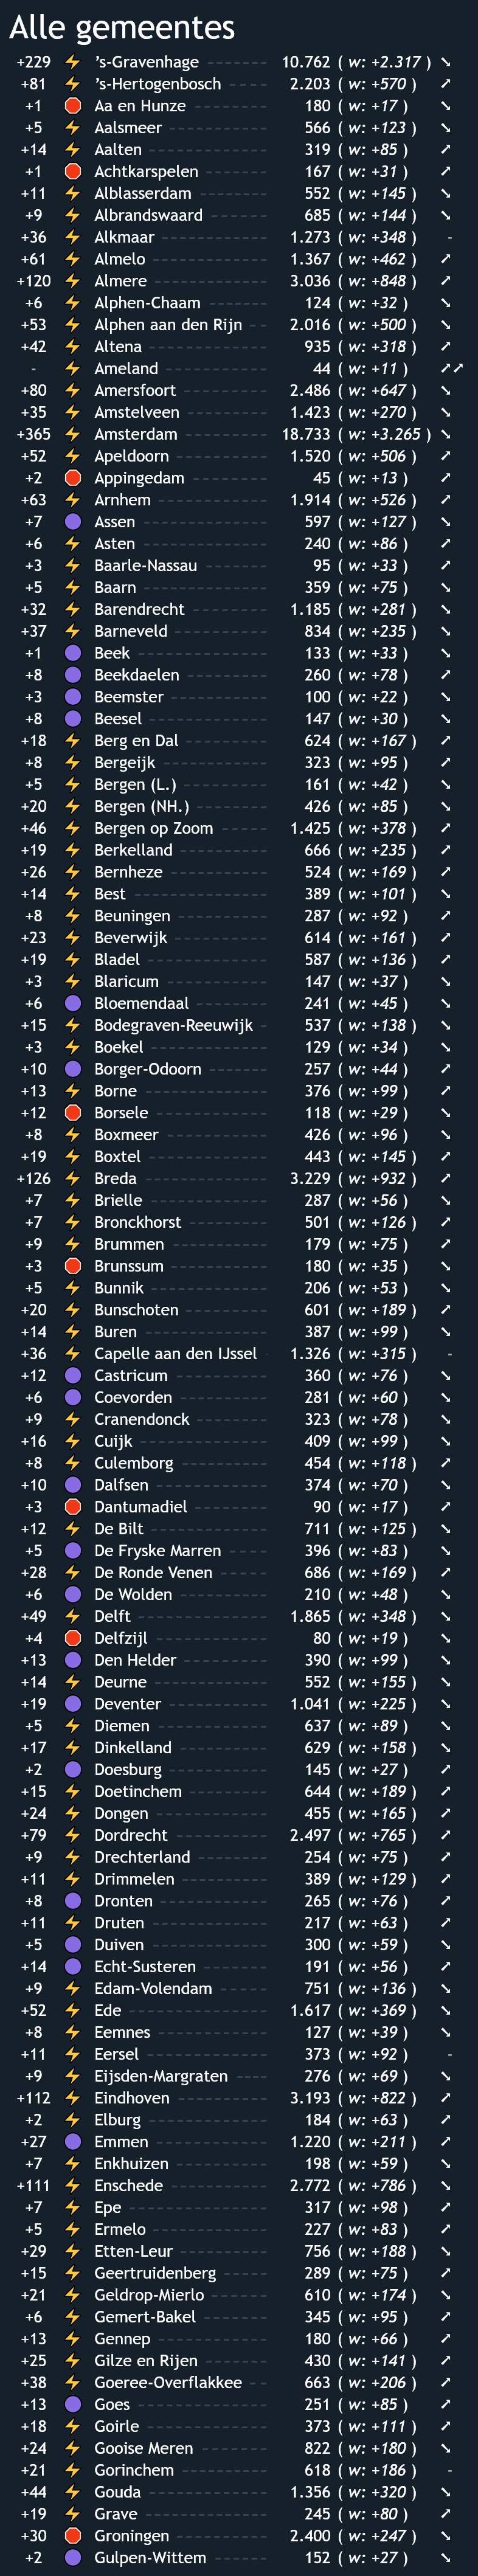 Alle gemeentes
+229 ⚡ 's-Gravenhage 10.762 ( w: +2.317 ) ↘
+81 ⚡ 's-Hertogenbosch 2.203 ( w: +570 ) ↗
+1 🛑 Aa en Hunze 180 ( w: +17 ) ↘
+5 ⚡ Aalsmeer 566 ( w: +123 ) ↘
+14 ⚡ Aalten 319 ( w: +85 ) ↗
+1 🛑 Achtkarspelen 167 ( w: +31 ) ↗
+11 ⚡ Alblasserdam 552 ( w: +145 ) ↘
+9 ⚡ Albrandswaard 685 ( w: +144 ) ↘
+36 ⚡ Alkmaar 1.273 ( w: +348 ) -
+61 ⚡ Almelo 1.367 ( w: +462 ) ↗
+120 ⚡ Almere 3.036 ( w: +848 ) ↗
+6 ⚡ Alphen-Chaam 124 ( w: +32 ) ↘
+53 ⚡ Alphen aan den Rijn 2.016 ( w: +500 ) ↘
+42 ⚡ Altena 935 ( w: +318 ) ↗
- ⚡ Ameland 44 ( w: +11 ) ↗↗
+80 ⚡ Amersfoort 2.486 ( w: +647 ) ↘
+35 ⚡ Amstelveen 1.423 ( w: +270 ) ↘
+365 ⚡ Amsterdam 18.733 ( w: +3.265 ) ↘
+52 ⚡ Apeldoorn 1.520 ( w: +506 ) ↗
+2 🛑 Appingedam 45 ( w: +13 ) ↗
+63 ⚡ Arnhem 1.914 ( w: +526 ) ↗
+7 🟣 Assen 597 ( w: +127 ) ↘
+6 ⚡ Asten 240 ( w: +86 ) ↗
+3 ⚡ Baarle-Nassau 95 ( w: +33 ) ↗
+5 ⚡ Baarn 359 ( w: +75 ) ↘
+32 ⚡ Barendrecht 1.185 ( w: +281 ) ↘
+37 ⚡ Barneveld 834 ( w: +235 ) ↘
+1 🟣 Beek 133 ( w: +33 ) ↘
+8 🟣 Beekdaelen 260 ( w: +78 ) ↗
+3 🟣 Beemster 100 ( w: +22 ) ↘
+8 🟣 Beesel 147 ( w: +30 ) ↘
+18 ⚡ Berg en Dal 624 ( w: +167 ) ↗
+8 ⚡ Bergeijk 323 ( w: +95 ) ↗
+5 ⚡ Bergen (L.) 161 ( w: +42 ) ↘
+20 ⚡ Bergen (NH.) 426 ( w: +85 ) ↗
+46 ⚡ Bergen op Zoom 1.425 ( w: +378 ) ↗
+19 ⚡ Berkelland 666 ( w: +235 ) ↘
+26 ⚡ Bernheze 524 ( w: +169 ) ↗
+14 ⚡ Best 389 ( w: +101 ) ↘
+8 ⚡ Beuningen 287 ( w: +92 ) ↗
+23 ⚡ Beverwijk 614 ( w: +161 ) ↗
+19 ⚡ Bladel 587 ( w: +136 ) ↘
+3 ⚡ Blaricum 147 ( w: +37 ) ↘
+6 🟣 Bloemendaal 241 ( w: +45 ) ↘
+15 ⚡ Bodegraven-Reeuwijk 537 ( w: +138 ) ↘
+3 ⚡ Boekel 129 ( w: +34 ) ↘
+10 🟣 Borger-Odoorn 257 ( w: +44 ) ↗
+13 ⚡ Borne 376 ( w: +99 ) ↗
+12 🛑 Borsele 118 ( w: +29 ) ↘
+8 ⚡ Boxmeer 426 ( w: +96 ) ↘
+19 ⚡ Boxtel 443 ( w: +145 ) ↗
+126 ⚡ Breda 3.229 ( w: +932 ) ↗
+7 ⚡ Brielle 287 ( w: +56 ) ↘
+7 ⚡ Bronckhorst 501 ( w: +126 ) ↗
+9 ⚡ Brummen 179 ( w: +75 ) ↗
+3 🛑 Brunssum 180 ( w: +35 ) ↗
+5 ⚡ Bunnik 206 ( w: +53 ) ↘
+20 ⚡ Bunschoten 601 ( w: +189 ) ↗
+14 ⚡ Buren 387 ( w: +99 ) ↘
+36 ⚡ Capelle aan den IJssel 1.326 ( w: +315 ) -
+12 🟣 Castricum 360 ( w: +76 ) ↘
+6 🟣 Coevorden 281 ( w: +60 ) ↘
+9 ⚡ Cranendonck 323 ( w: +78 ) ↗
+16 ⚡ Cuijk 409 ( w: +99 ) ↘
+8 ⚡ Culemborg 454 ( w: +118 ) ↗
+10 🟣 Dalfsen 374 ( w: +70 ) ↘
+3 🛑 Dantumadiel 90 ( w: +17 ) ↗
+12 ⚡ De Bilt 711 ( w: +125 ) ↘
+5 🟣 De Fryske Marren 396 ( w: +83 ) ↘
+28 ⚡ De Ronde Venen 686 ( w: +169 ) ↗
+6 🟣 De Wolden 210 ( w: +48 ) ↘
+49 ⚡ Delft 1.865 ( w: +348 ) ↘
+4 🛑 Delfzijl 80 ( w: +19 ) ↘
+13 🟣 Den Helder 390 ( w: +99 ) ↘
+14 ⚡ Deurne 552 ( w: +155 ) ↘
+19 🟣 Deventer 1.041 ( w: +225 ) ↘
+5 ⚡ Diemen 637 ( w: +89 ) ↘
+17 ⚡ Dinkelland 629 ( w: +158 ) ↘
+2 🟣 Doesburg 145 ( w: +27 ) ↗
+15 ⚡ Doetinchem 644 ( w: +189 ) ↗
+24 ⚡ Dongen 455 ( w: +165 ) ↗
+79 ⚡ Dordrecht 2.497 ( w: +765 ) ↗
+9 ⚡ Drechterland 254 ( w: +75 ) ↗
+11 ⚡ Drimmelen 389 ( w: +129 ) ↗
+8 🟣 Dronten 265 ( w: +76 ) ↗
+11 ⚡ Druten 217 ( w: +63 ) ↗
+5 🟣 Duiven 300 ( w: +59 ) ↘
+14 🟣 Echt-Susteren 191 ( w: +56 ) ↗
+9 ⚡ Edam-Volendam 751 ( w: +136 ) ↘
+52 ⚡ Ede 1.617 ( w: +369 ) ↘
+8 ⚡ Eemnes 127 ( w: +39 ) ↘
+11 ⚡ Eersel 373 ( w: +92 ) -
+9 ⚡ Eijsden-Margraten 276 ( w: +69 ) ↘
+112 ⚡ Eindhoven 3.193 ( w: +822 ) ↗
+2 ⚡ Elburg 184 ( w: +63 ) ↗
+27 🟣 Emmen 1.220 ( w: +211 ) ↗
+7 ⚡ Enkhuizen 198 ( w: +59 ) ↘
+111 ⚡ Enschede 2.772 ( w: +786 ) ↘
+7 ⚡ Epe 317 ( w: +98 ) ↗
+5 ⚡ Ermelo 227 ( w: +83 ) ↗
+29 ⚡ Etten-Leur 756 ( w: +188 ) ↗
+15 ⚡ Geertruidenberg 289 ( w: +75 ) ↗
+21 ⚡ Geldrop-Mierlo 610 ( w: +174 ) ↘
+6 ⚡ Gemert-Bakel 345 ( w: +95 ) ↗
+13 ⚡ Gennep 180 ( w: +66 ) ↗
+25 ⚡ Gilze en Rijen 430 ( w: +141 ) ↗
+38 ⚡ Goeree-Overflakkee 663 ( w: +206 ) ↗
+13 🟣 Goes 251 ( w: +85 ) ↗
+18 ⚡ Goirle 373 ( w: +111 ) ↗
+24 ⚡ Gooise Meren 822 ( w: +180 ) ↘
+21 ⚡ Gorinchem 618 ( w: +186 ) -
+44 ⚡ Gouda 1.356 ( w: +320 ) ↘
+19 ⚡ Grave 245 ( w: +80 ) ↗
+30 🛑 Groningen 2.400 ( w: +247 ) ↘
+2 🟣 Gulpen-Wittem 152 ( w: +27 ) ↘